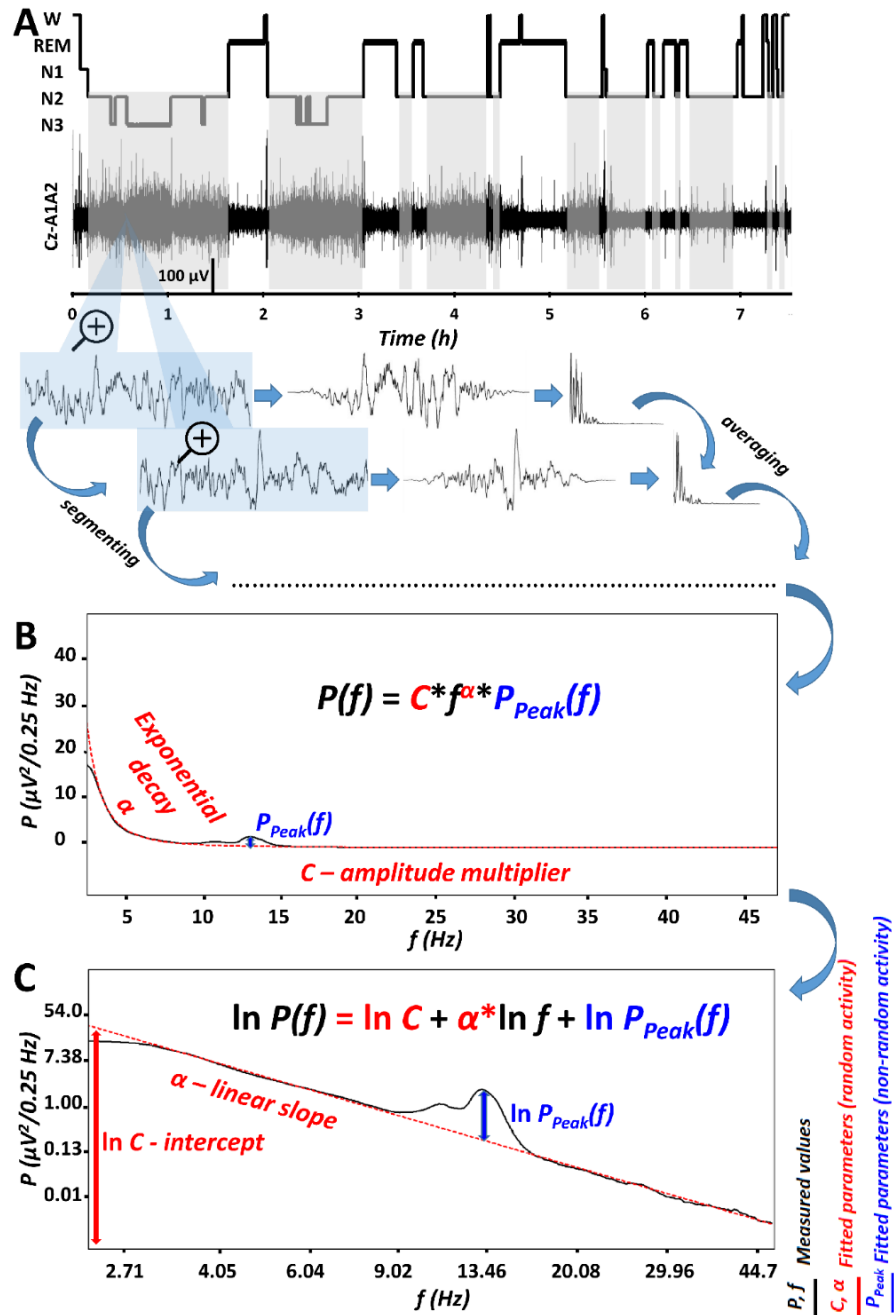 A
W
REM
N1
N2
N3
Cz-A1A2
100 µV
0 1 2 3 4 5 6 7
Time (h)
segmenting
averaging
B
P(f) = C*f^α*P_Peak(f)
Exponential
decay
α
P_Peak(f)
C – amplitude multiplier
P (µV²/0.25 Hz)
40
30
20
10
0
5 10 15 20 25 30 35 40 45
f (Hz)
C
ln P(f) = ln C + α*ln f + ln P_Peak(f)
α – linear slope
ln P_Peak(f)
ln C - intercept
P (µV²/0.25 Hz)
54.0
7.38
1.00
0.13
0.01
2.71 4.05 6.04 9.02 13.46 20.08 29.96 44.7
f (Hz)
P, f Measured values
C, α Fitted parameters (random activity)
P_Peak Fitted parameters (non-random activity)